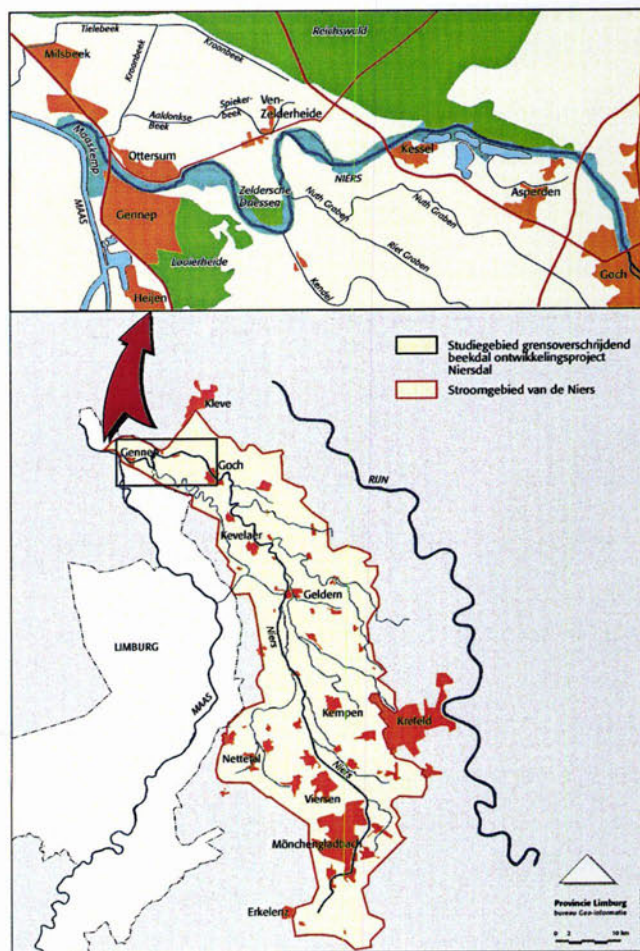 Reichswald
Tielebeek
Kroonbeek
Milsbeek
Kroonbeek
Spieker-
beek
Ven-
Zelderheide
Aaldonkse
Beek
Maaskemp
Ottersum
Kessel
NIERS
Asperden
MAAS
Zeldersche
Driessen
Nuth Graben
Nuth Graben
Gennep
Riet Graben
Looierheide
Kendel
Goch
Heijen
Studiegebied grensoverschrijdend
beekdal ontwikkelingsproject
Niersdal
Stroomgebied van de Niers
Kleve
Gennep
Goch
RIJN
Kevelaer
Geldern
Niers
LIMBURG
MAAS
Kempen
Krefeld
Nettetal
Niers
Viersen
Mönchengladbach
Erkelenz
Provincie Limburg
bureau Geo-informatie
0 2 10 km